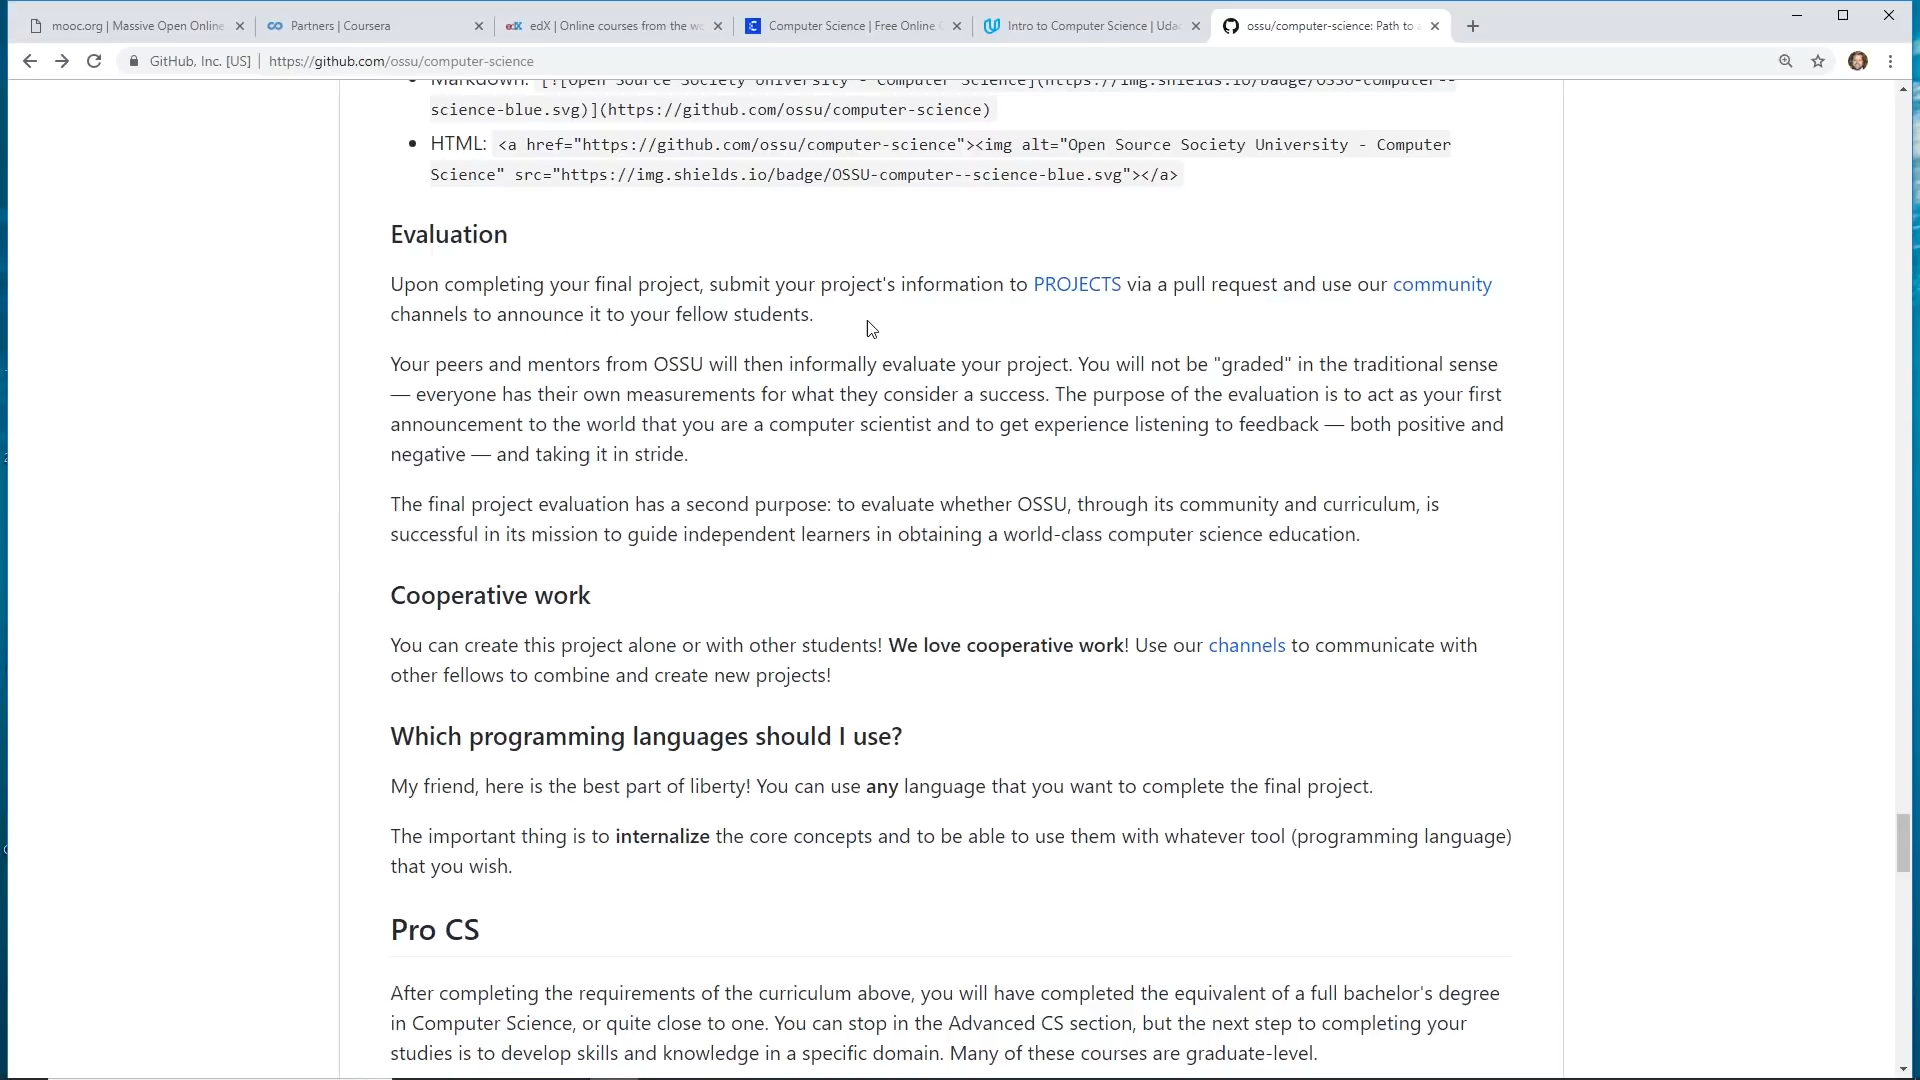 mooc.org | Massive Open Online
Partners | Coursera
edX | Online courses from the wo
Computer Science | Free Online C
Intro to Computer Science | Udac
ossu/computer-science: Path to a
GitHub, Inc. [US] | https://github.com/ossu/computer-science
Markdown: [![Open Source Society University - Computer Science](https://img.shields.io/badge/OSSU-computer--
science-blue.svg)](https://github.com/ossu/computer-science)
HTML: <a href="https://github.com/ossu/computer-science"><img alt="Open Source Society University - Computer
Science" src="https://img.shields.io/badge/OSSU-computer--science-blue.svg"></a>
Evaluation
Upon completing your final project, submit your project's information to PROJECTS via a pull request and use our community
channels to announce it to your fellow students.
Your peers and mentors from OSSU will then informally evaluate your project. You will not be "graded" in the traditional sense
— everyone has their own measurements for what they consider a success. The purpose of the evaluation is to act as your first
announcement to the world that you are a computer scientist and to get experience listening to feedback — both positive and
negative — and taking it in stride.
The final project evaluation has a second purpose: to evaluate whether OSSU, through its community and curriculum, is
successful in its mission to guide independent learners in obtaining a world-class computer science education.
Cooperative work
You can create this project alone or with other students! We love cooperative work! Use our channels to communicate with
other fellows to combine and create new projects!
Which programming languages should I use?
My friend, here is the best part of liberty! You can use any language that you want to complete the final project.
The important thing is to internalize the core concepts and to be able to use them with whatever tool (programming language)
that you wish.
Pro CS
After completing the requirements of the curriculum above, you will have completed the equivalent of a full bachelor's degree
in Computer Science, or quite close to one. You can stop in the Advanced CS section, but the next step to completing your
studies is to develop skills and knowledge in a specific domain. Many of these courses are graduate-level.